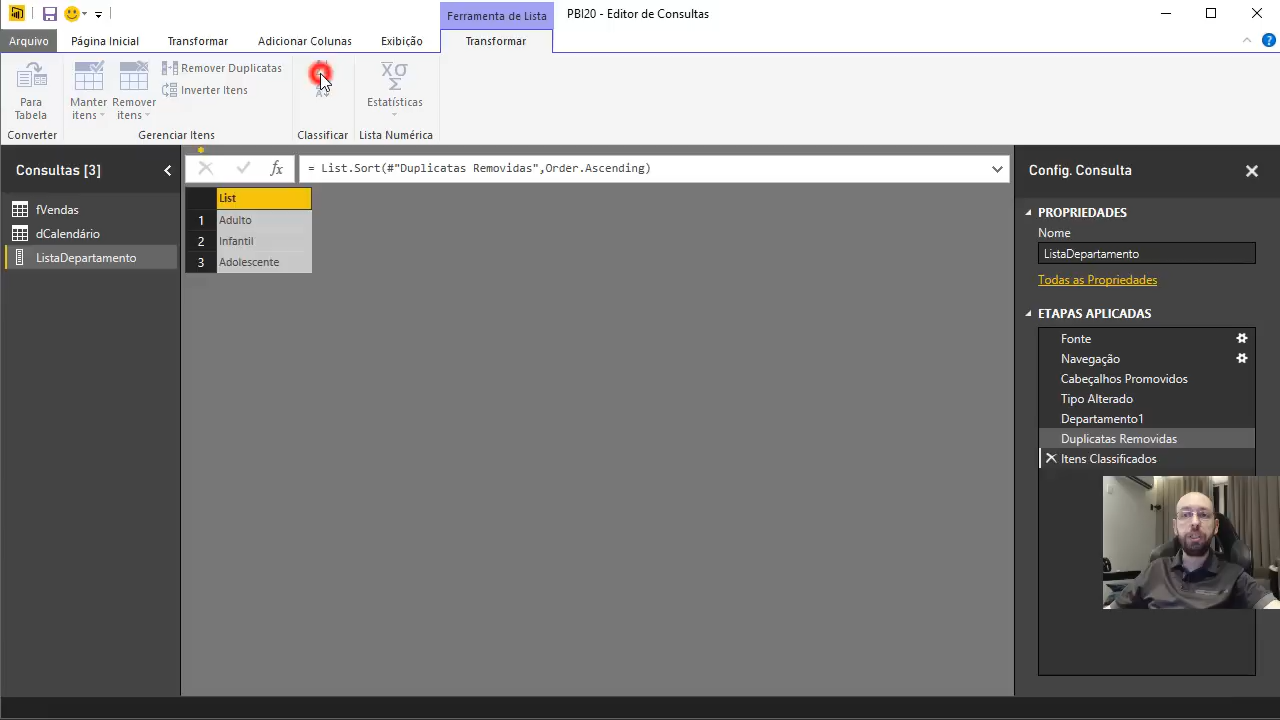 Ferramenta de Lista
PBI20 - Editor de Consultas
Arquivo
Página Inicial
Transformar
Adicionar Colunas
Exibição
Transformar
Para Tabela
Manter itens
Remover itens
Remover Duplicatas
Inverter Itens
Estatísticas
Converter
Gerenciar Itens
Classificar
Lista Numérica
Consultas [3]
fVendas
dCalendário
ListaDepartamento
fx
= List.Sort(#"Duplicatas Removidas",Order.Ascending)
List
1 Adulto
2 Infantil
3 Adolescente
Config. Consulta
PROPRIEDADES
Nome
ListaDepartamento
Todas as Propriedades
ETAPAS APLICADAS
Fonte
Navegação
Cabeçalhos Promovidos
Tipo Alterado
Departamento1
Duplicatas Removidas
Itens Classificados